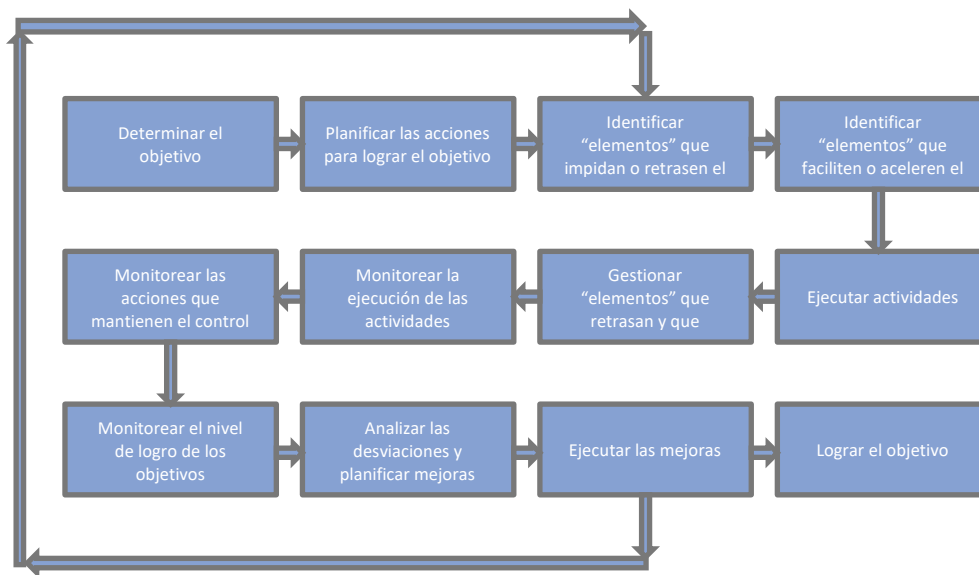 Determinar el
objetivo
Planificar las acciones
para lograr el objetivo
Identificar
“elementos” que
impidan o retrasen el
Identificar
“elementos” que
faciliten o aceleren el
Ejecutar actividades
Gestionar
“elementos” que
retrasan y que
Monitorear la
ejecución de las
actividades
Monitorear las
acciones que
mantienen el control
Monitorear el nivel
de logro de los
objetivos
Analizar las
desviaciones y
planificar mejoras
Ejecutar las mejoras
Lograr el objetivo